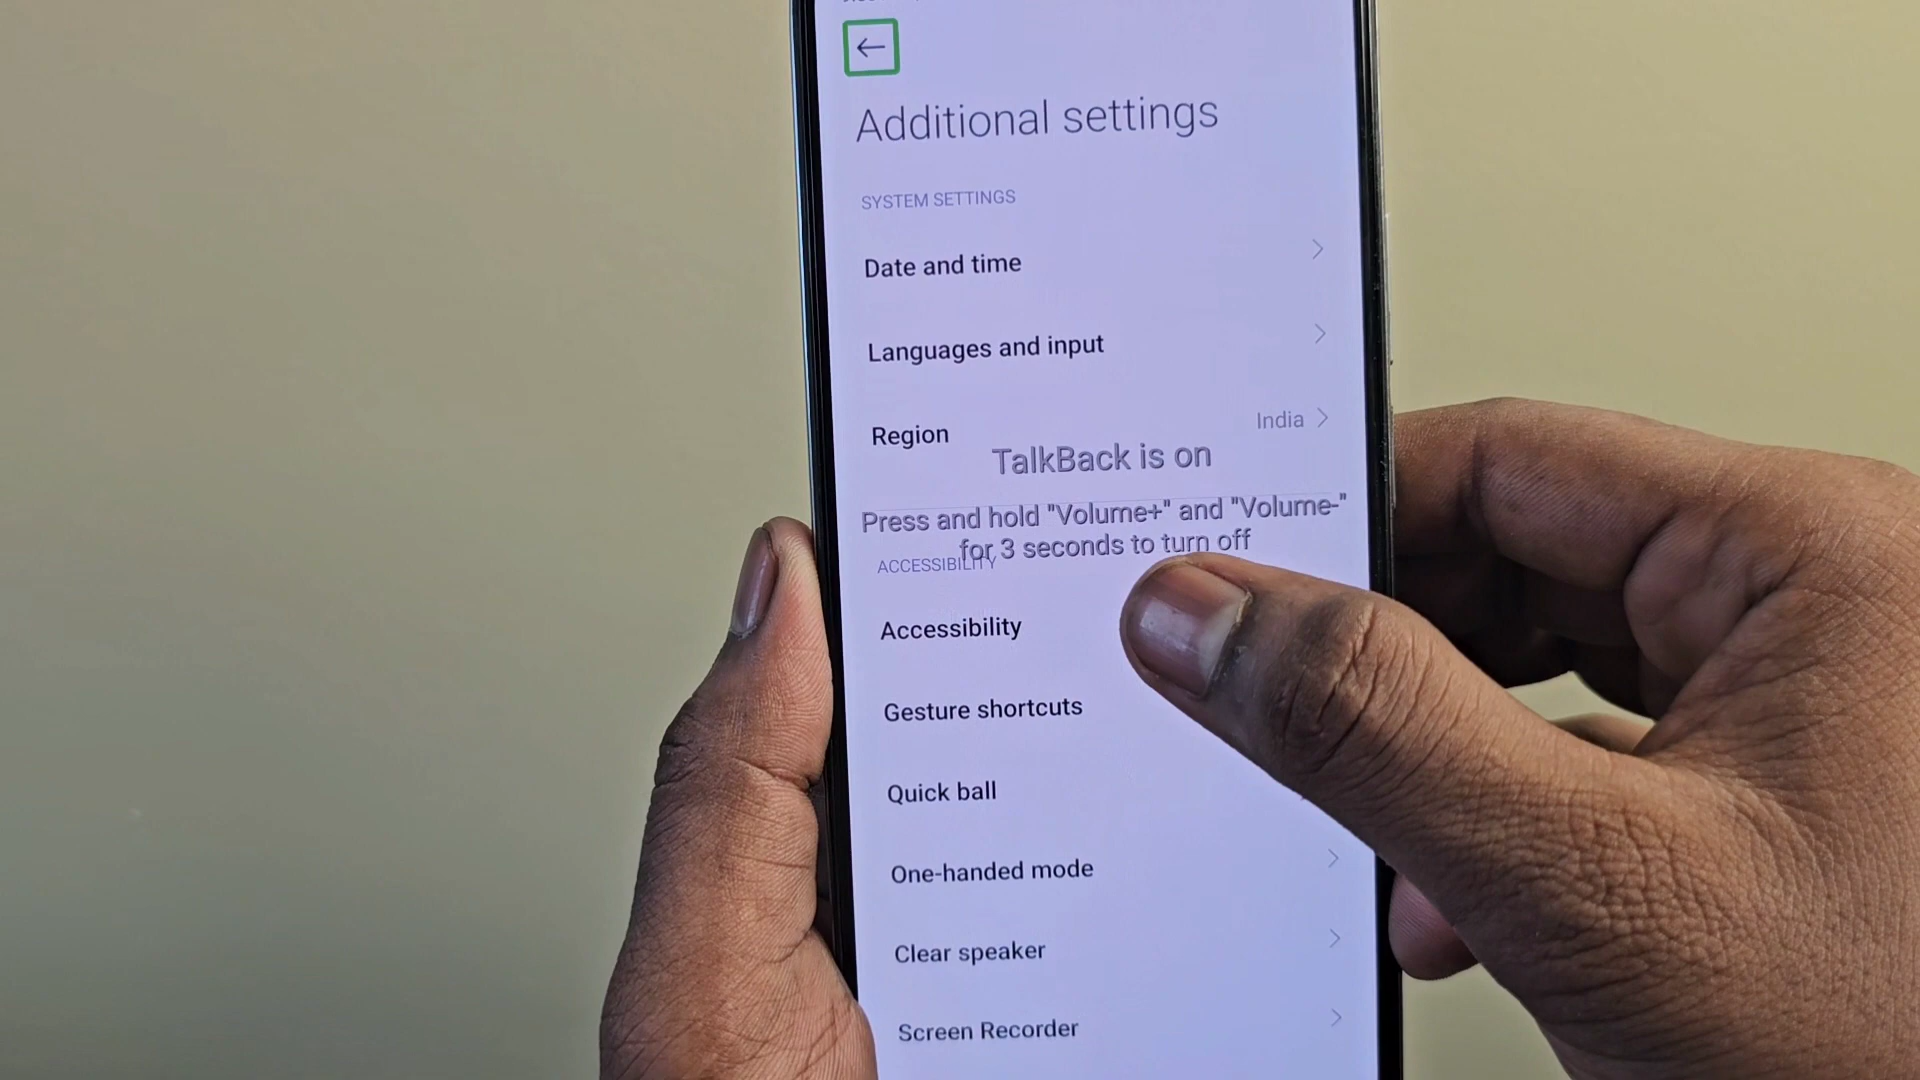 Additional settings
SYSTEM SETTINGS
Date and time
Languages and input
Region
India
TalkBack is on
Press and hold "Volume+" and "Volume-"
for 3 seconds to turn off
ACCESSIBILITY
Accessibility
Gesture shortcuts
Quick ball
One-handed mode
Clear speaker
Screen Recorder